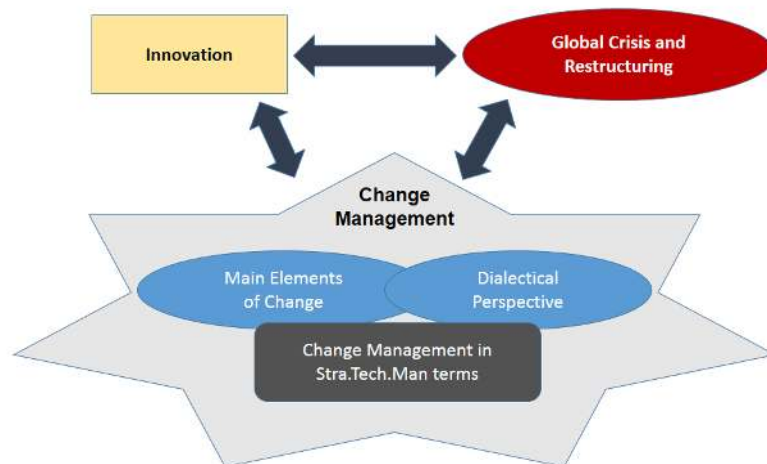 Innovation
Global Crisis and
Restructuring
Change
Management
Main Elements
of Change
Dialectical
Perspective
Change Management in
Stra.Tech.Man terms